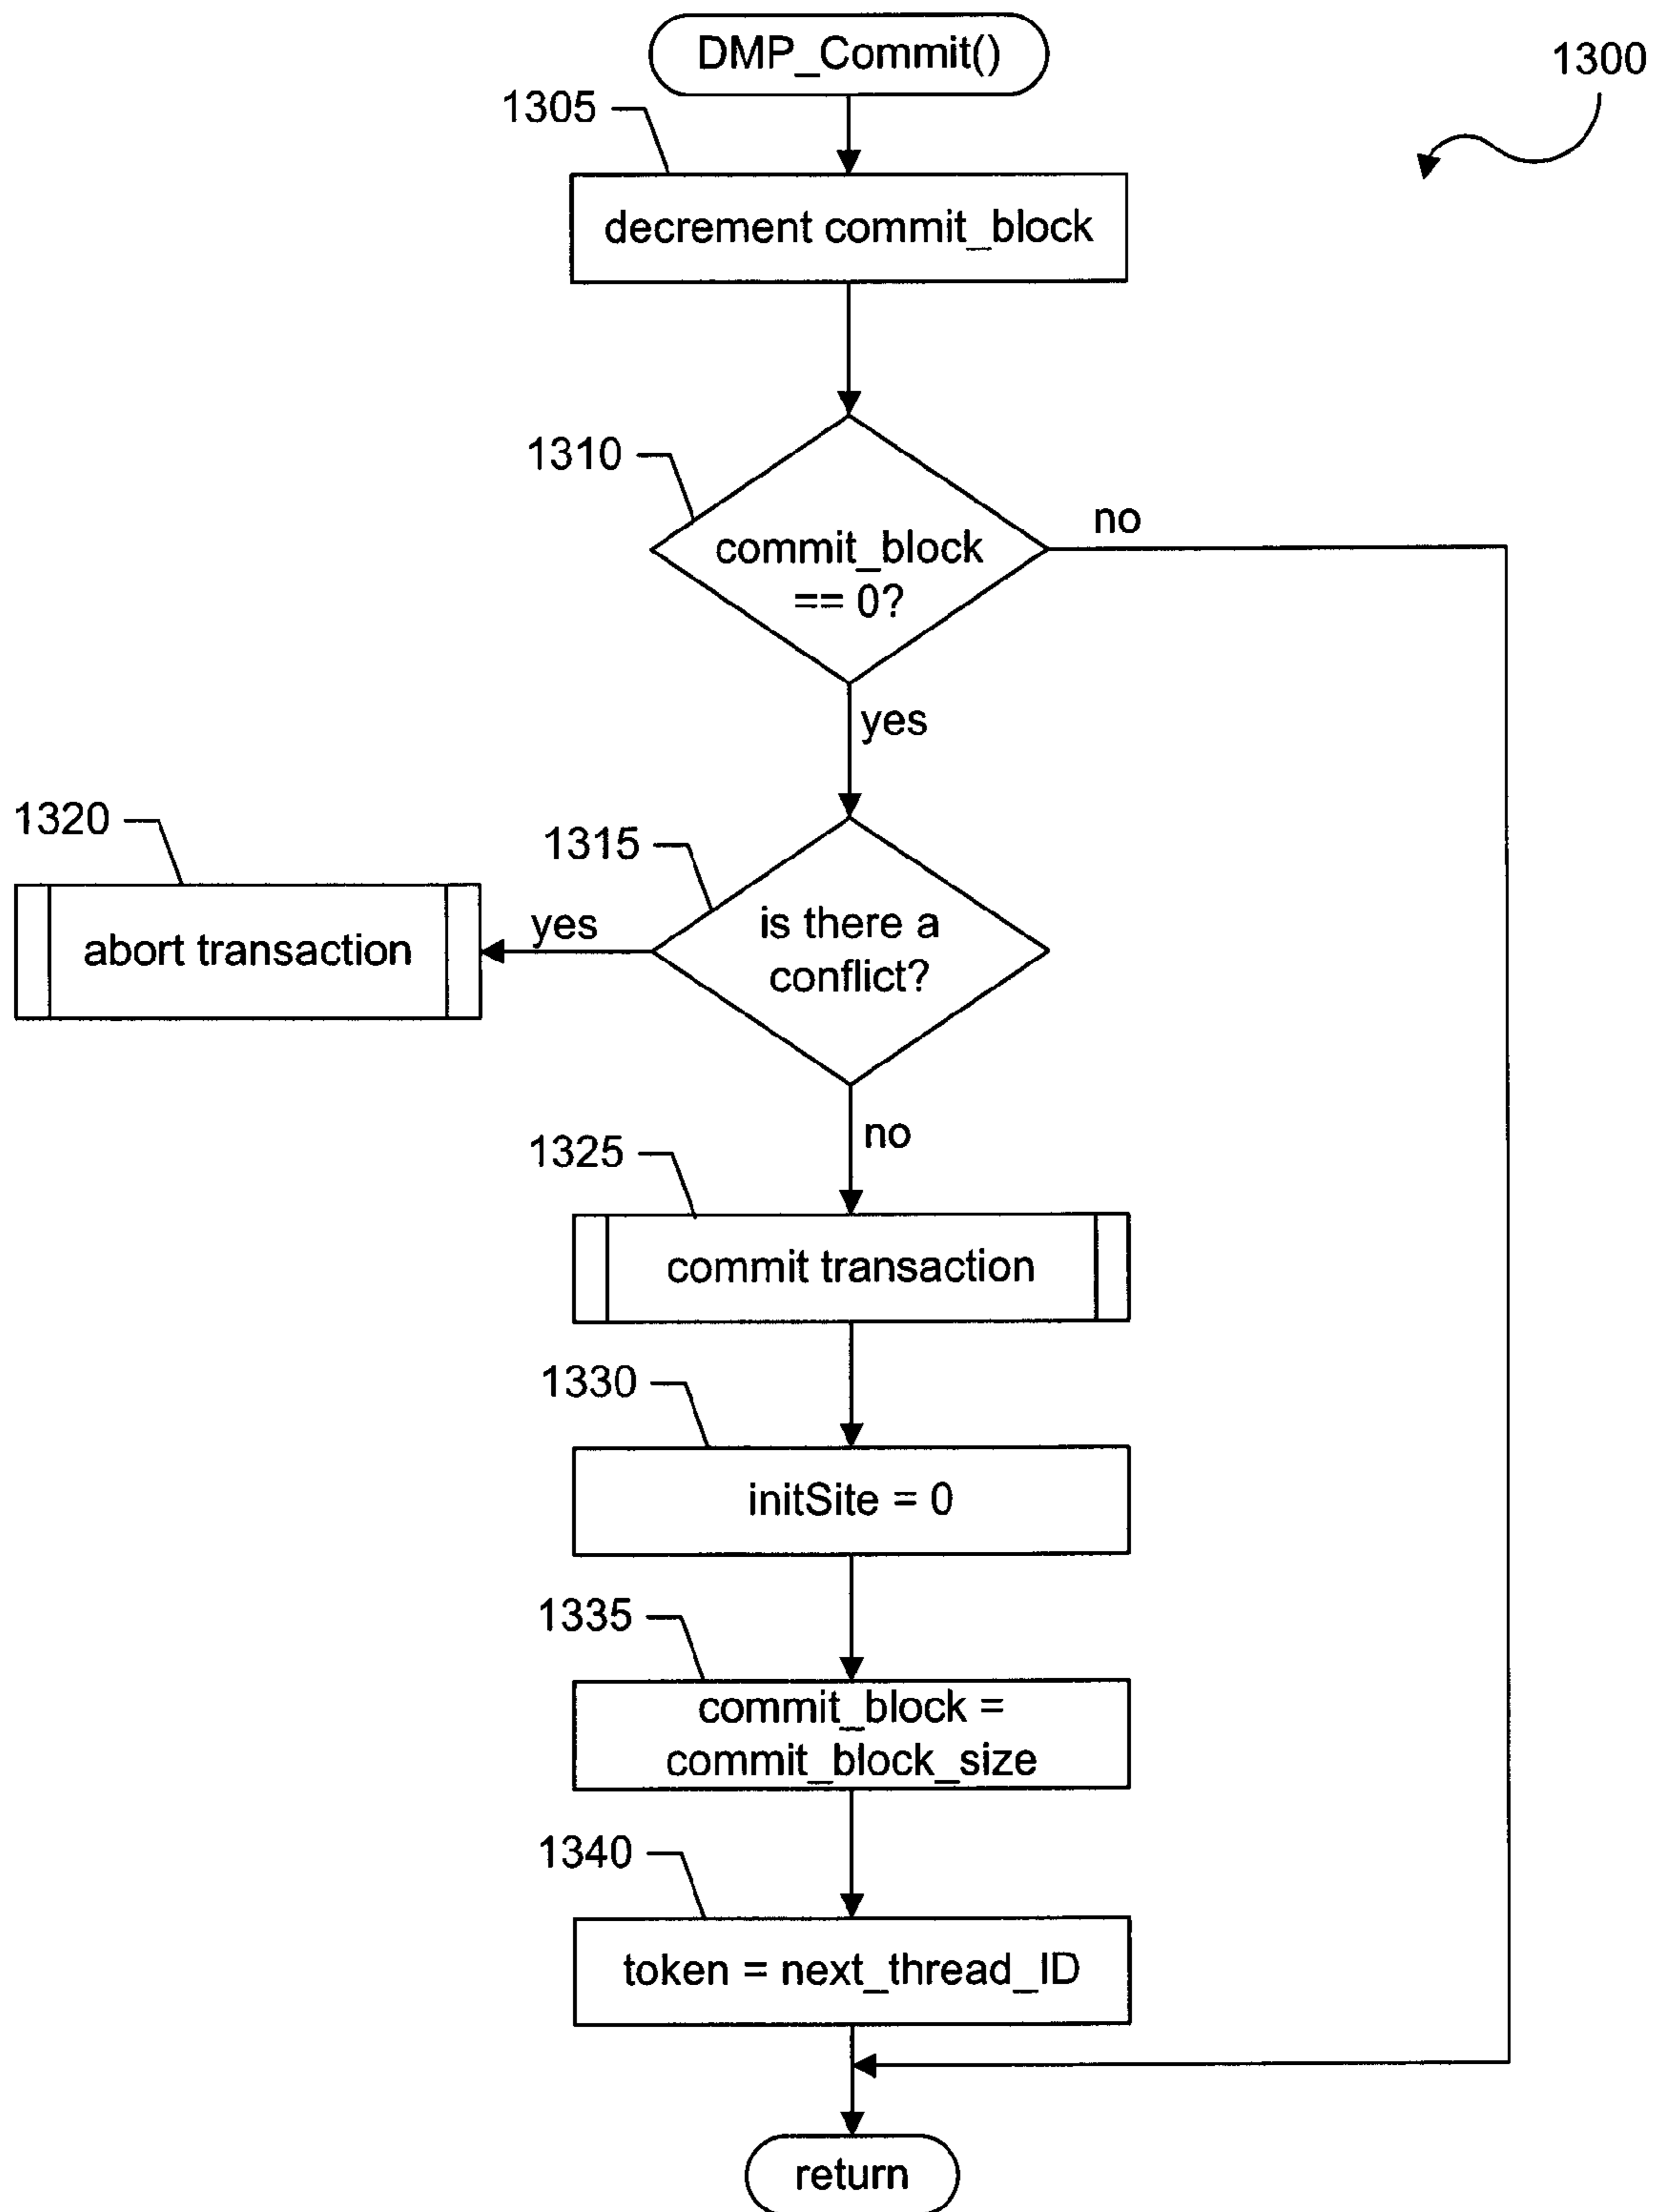 DMP_Commit()
1300
1305
decrement commit_block
1310
commit_block
== 0?
no
yes
1320
abort transaction
yes
1315
is there a
conflict?
no
1325
commit transaction
1330
initSite = 0
1335
commit_block =
commit_block_size
1340
token = next_thread_ID
return